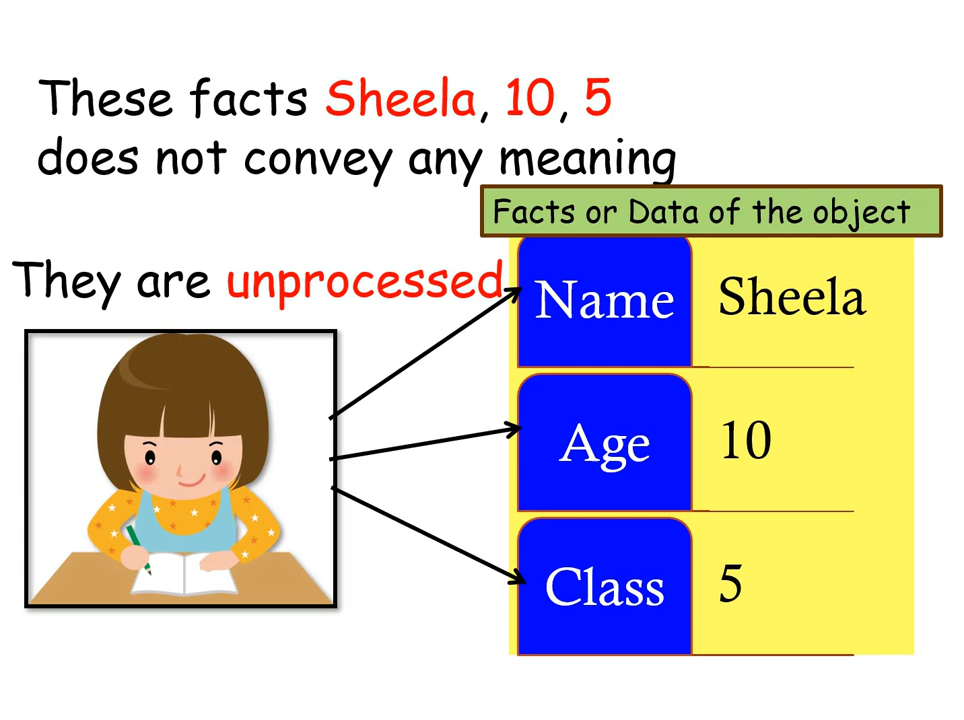 These facts Sheela, 10, 5
does not convey any meaning
Facts or Data of the object
They are unprocessed
Name Sheela
Age 10
Class 5